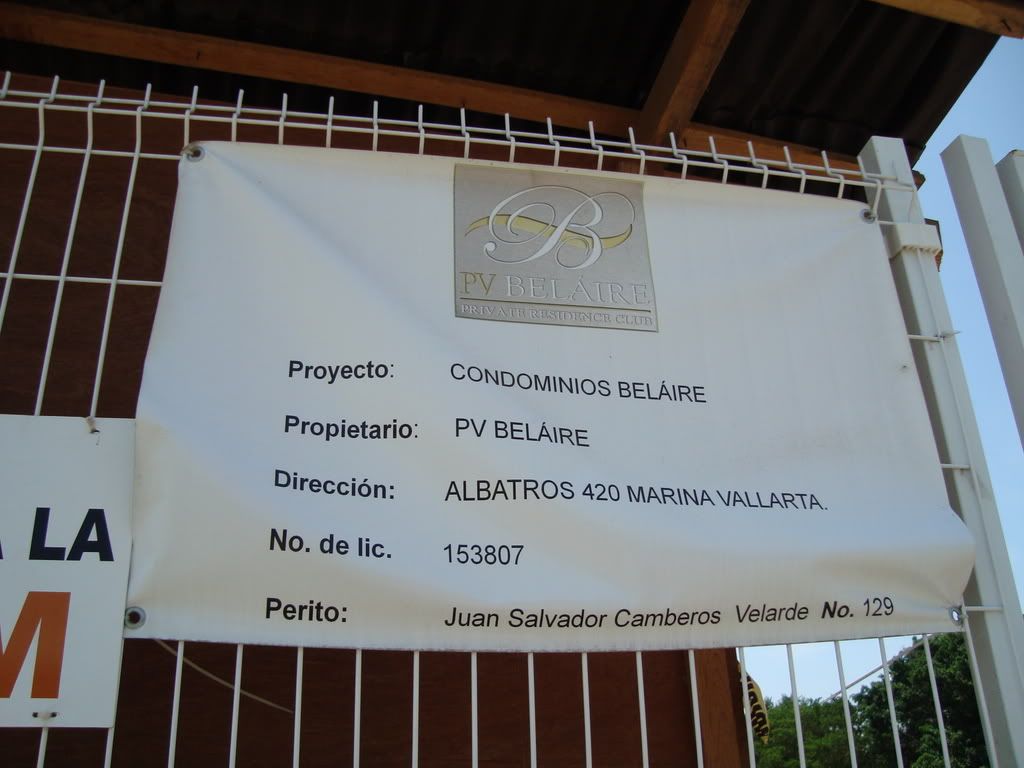 B
PV BELÁIRE
PRIVATE RESIDENCE CLUB
Proyecto: CONDOMINIOS BELÁIRE
Propietario: PV BELÁIRE
Dirección: ALBATROS 420 MARINA VALLARTA.
No. de lic. 153807
Perito: Juan Salvador Camberos Velarde No. 129
A LA
M